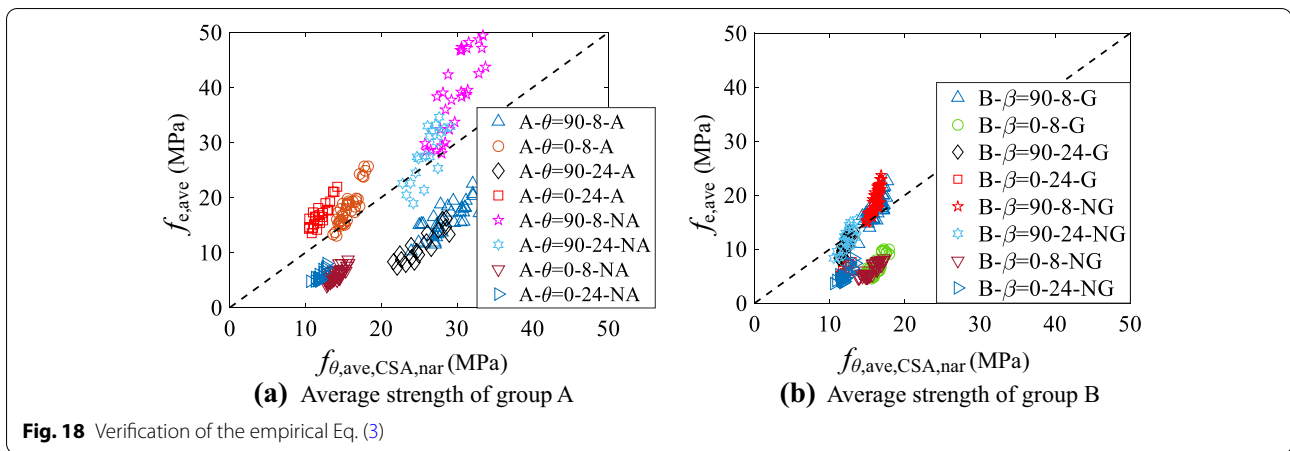 50
40
30
20
10
0
0 10 20 30 40 50
f e,ave (MPa)
f θ,ave,CSA,nar (MPa)
A-θ=90-8-A
A-θ=0-8-A
A-θ=90-24-A
A-θ=0-24-A
A-θ=90-8-NA
A-θ=90-24-NA
A-θ=0-8-NA
A-θ=0-24-NA
(a) Average strength of group A
50
40
30
20
10
0
0 10 20 30 40 50
f e,ave (MPa)
f θ,ave,CSA,nar (MPa)
B-β=90-8-G
B-β=0-8-G
B-β=90-24-G
B-β=0-24-G
B-β=90-8-NG
B-β=90-24-NG
B-β=0-8-NG
B-β=0-24-NG
(b) Average strength of group B
Fig. 18 Verification of the empirical Eq. (3)